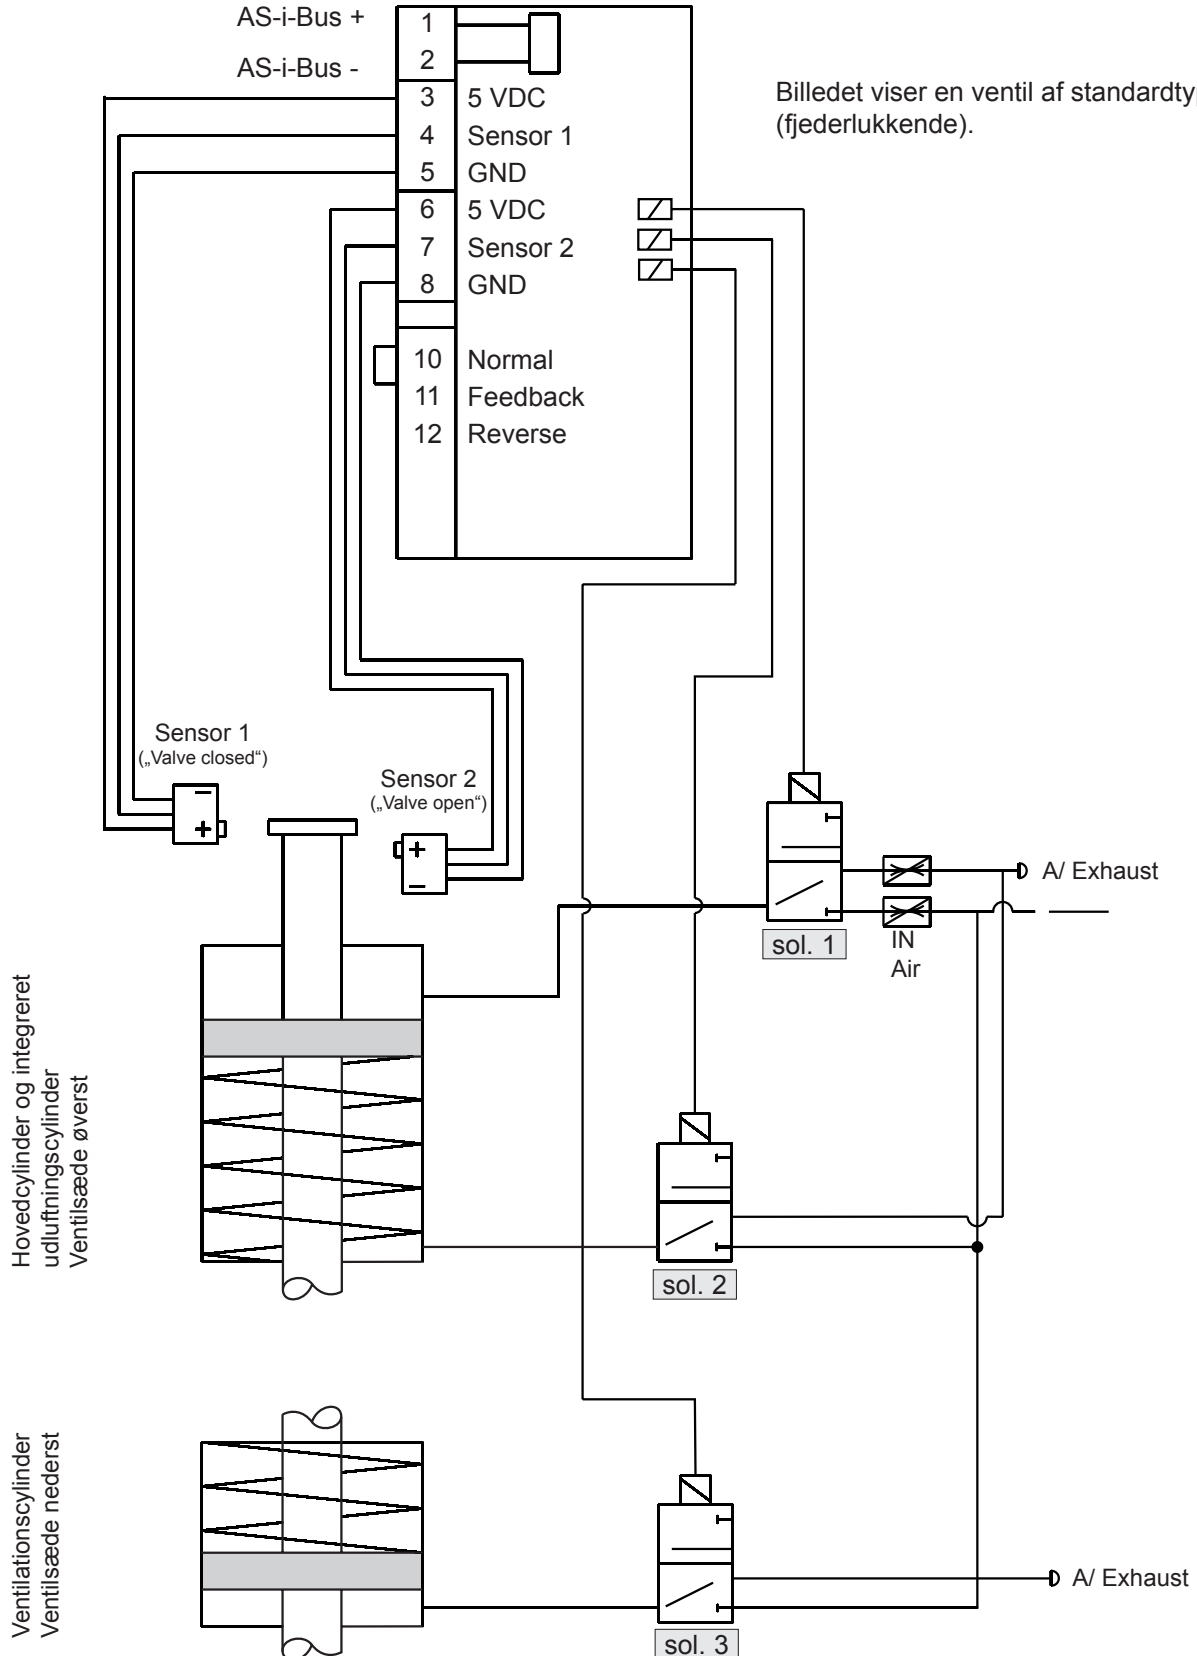 AS-i-Bus +
AS-i-Bus -
1
2
3 5 VDC
4 Sensor 1
5 GND
6 5 VDC
7 Sensor 2
8 GND
10 Normal
11 Feedback
12 Reverse
Billedet viser en ventil af standardty
(fjederlukkende).
Sensor 1
(„Valve closed“)
Sensor 2
(„Valve open“)
A/ Exhaust
sol. 1
IN
Air
Hovedcylinder og integreret
udluftningscylinder
Ventilsæde øverst
sol. 2
Ventilationscylinder
Ventilsæde nederst
A/ Exhaust
sol. 3